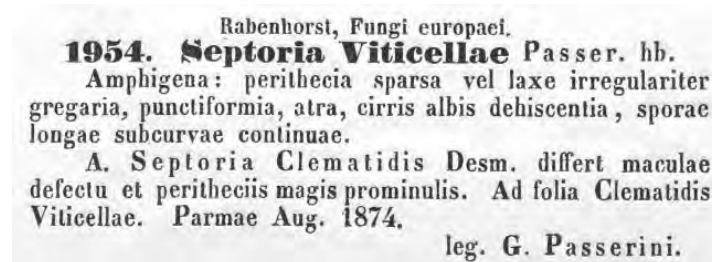 Rabenhorst, Fungi europaei.
1954. Septoria Viticellae Passer. hb.
Amphigena: perithecia sparsa vel laxe irregulariter
gregaria, punctiformia, atra, cirris albis dehiscentia, sporae
longae subcurvae continuae.
A. Septoria Clematidis Desm. differt maculae
defectu et peritheciis magis prominulis. Ad folia Clematidis
Viticellae. Parmae Aug. 1874.
leg. G. Passerini.